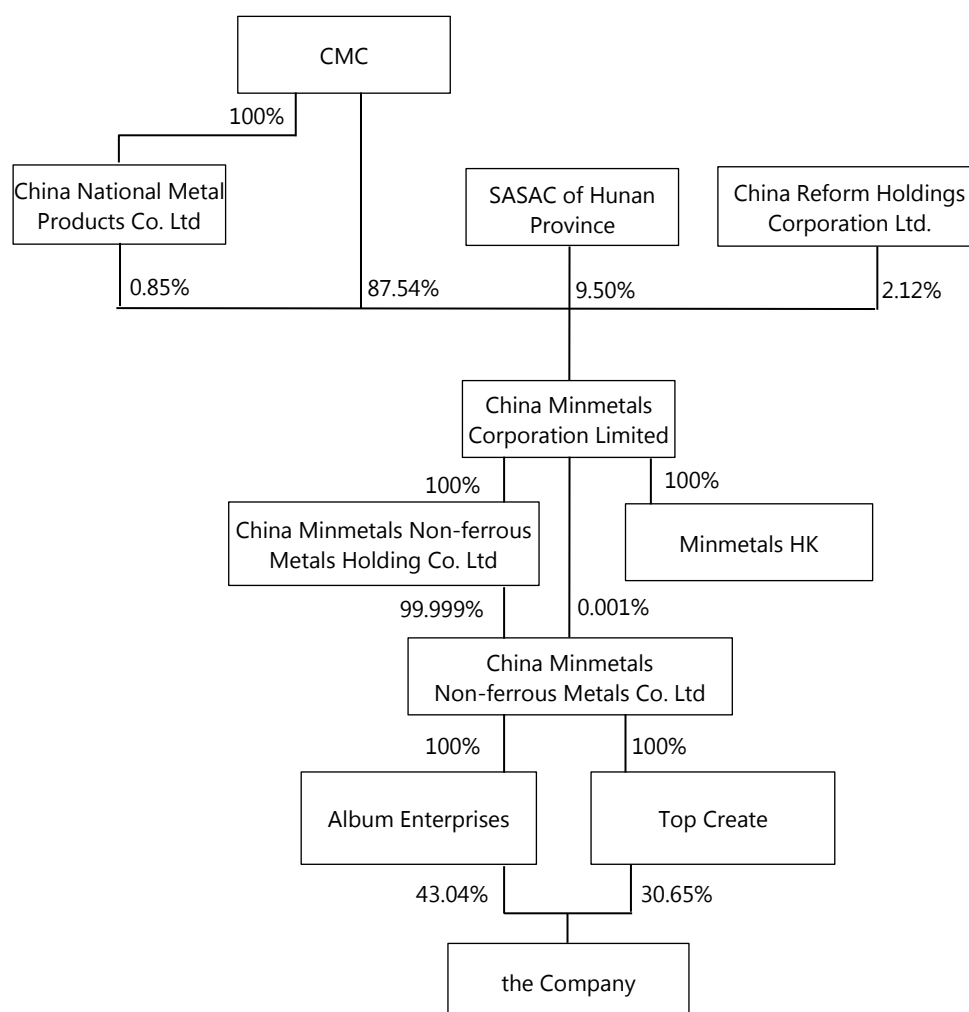 CMC
100%
China National Metal
Products Co. Ltd
SASAC of Hunan
Province
China Reform Holdings
Corporation Ltd.
0.85%
87.54%
9.50%
2.12%
China Minmetals
Corporation Limited
100%
100%
China Minmetals Non-ferrous
Metals Holding Co. Ltd
Minmetals HK
99.999%
0.001%
China Minmetals
Non-ferrous Metals Co. Ltd
100%
100%
Album Enterprises
Top Create
43.04%
30.65%
the Company